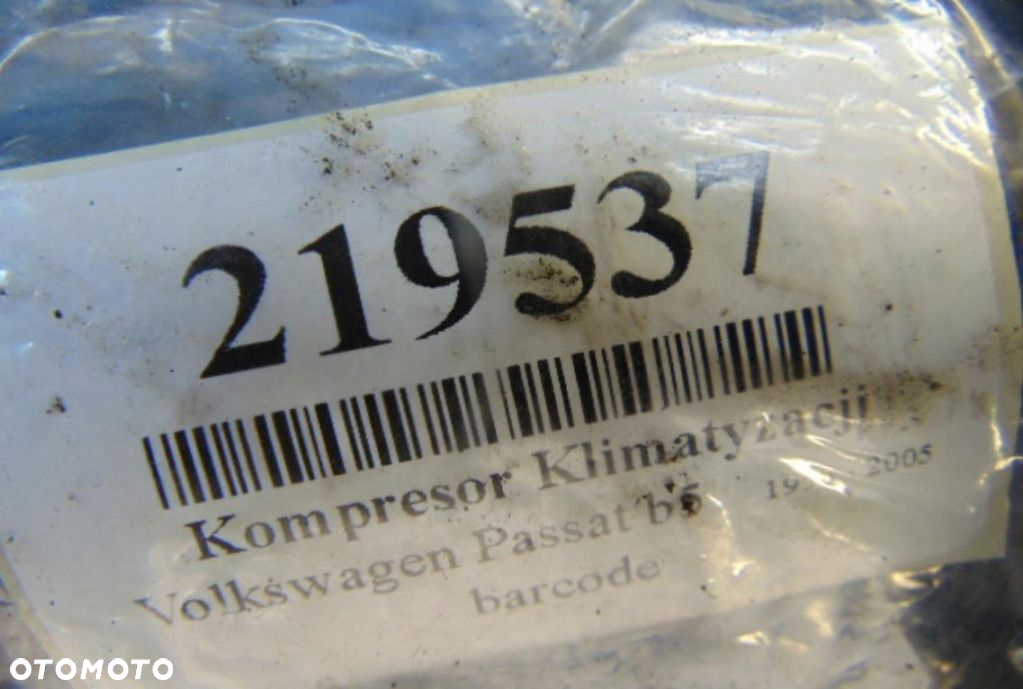 219537
Kompresor Klimatyzacji
Volkswagen Passat b5 2005
barcode
OTOMOTO